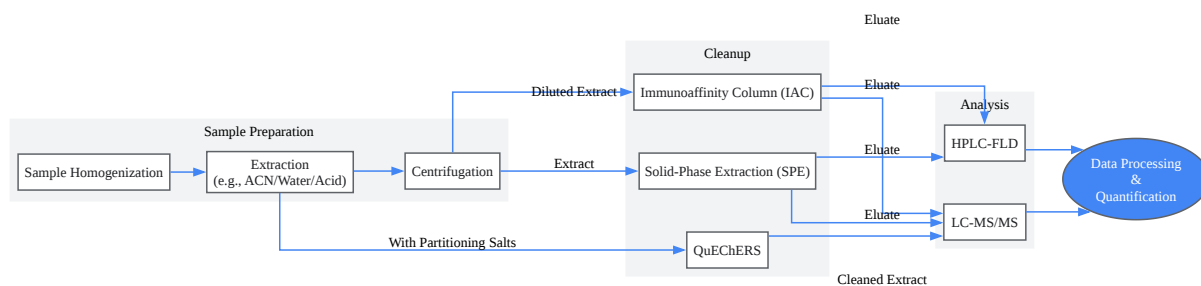 Eluate
Cleanup
Diluted Extract
Immunoaffinity Column (IAC)
Eluate
Analysis
Sample Preparation
Sample Homogenization
Extraction
(e.g., ACN/Water/Acid)
Centrifugation
Extract
Solid-Phase Extraction (SPE)
Eluate
HPLC-FLD
Data Processing
&
Quantification
Eluate
LC-MS/MS
With Partitioning Salts
QuEChERS
Cleaned Extract